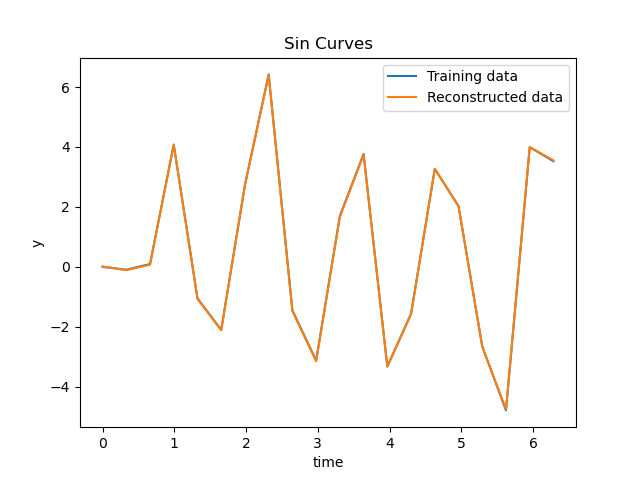 Sin Curves
Training data
Reconstructed data
6
4
2
0
−2
−4
y
0 1 2 3 4 5 6
time